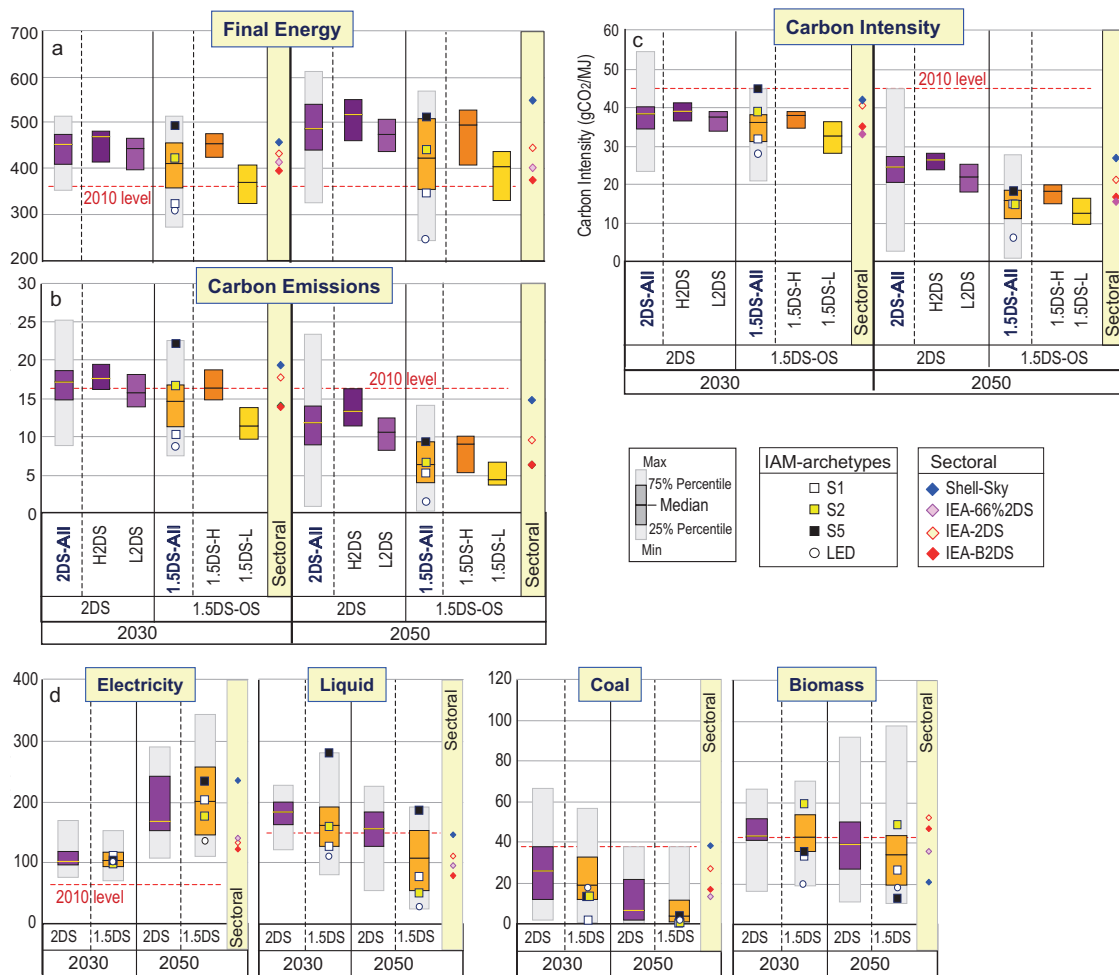 Final Energy
a
700
600
500
400
300
200
2010 level
Carbon Emissions
b
30
25
20
15
10
5
0
2010 level
2DS-All
H2DS
L2DS
1.5DS-All
1.5DS-H
1.5DS-L
Sectoral
2DS-All
H2DS
L2DS
1.5DS-All
1.5DS-H
1.5DS-L
Sectoral
2DS
1.5DS-OS
2DS
1.5DS-OS
2030
2050
Carbon Intensity
c
Carbon Intensity (gCO₂/MJ)
60
50
40
30
20
10
0
2010 level
2DS-All
H2DS
L2DS
1.5DS-All
1.5DS-H
1.5DS-L
Sectoral
2DS-All
H2DS
L2DS
1.5DS-All
1.5DS-H
1.5DS-L
Sectoral
2DS
1.5DS-OS
2DS
1.5DS-OS
2030
2050
Max
75% Percentile
Median
25% Percentile
Min
IAM-archetypes
S1
S2
S5
LED
Sectoral
Shell-Sky
IEA-66%2DS
IEA-2DS
IEA-B2DS
d
Electricity
400
300
200
100
0
2010 level
Sectoral
2DS
1.5DS
2DS
1.5DS
2030
2050
Liquid
Sectoral
2DS
1.5DS
2DS
1.5DS
2030
2050
Coal
120
100
80
60
40
20
0
Sectoral
2DS
1.5DS
2DS
1.5DS
2030
2050
Biomass
Sectoral
2DS
1.5DS
2DS
1.5DS
2030
2050